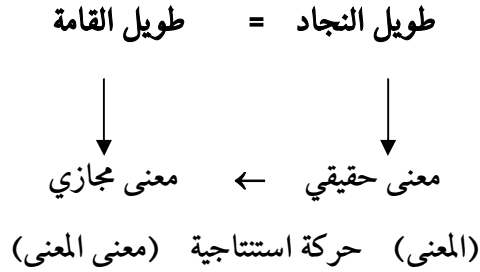 طويل النجاد = طويل القامة
معنى حقيقي ← معنى مجازي
(المعنى) حركة استنتاجية (معنى المعنى)